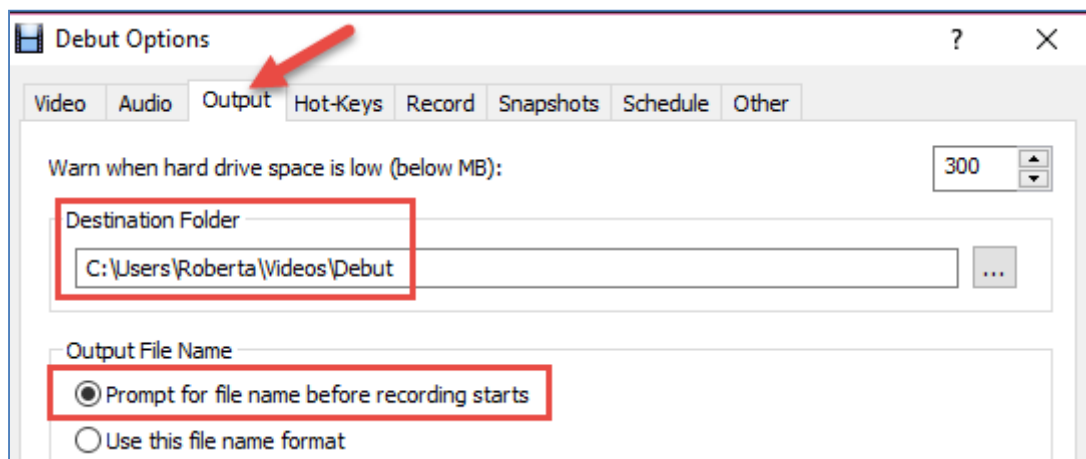 Debut Options ?
Video Audio Output Hot-Keys Record Snapshots Schedule Other
Warn when hard drive space is low (below MB): 300
Destination Folder
C:\Users\Roberta\Videos\Debut ...
Output File Name
Prompt for file name before recording starts
Use this file name format